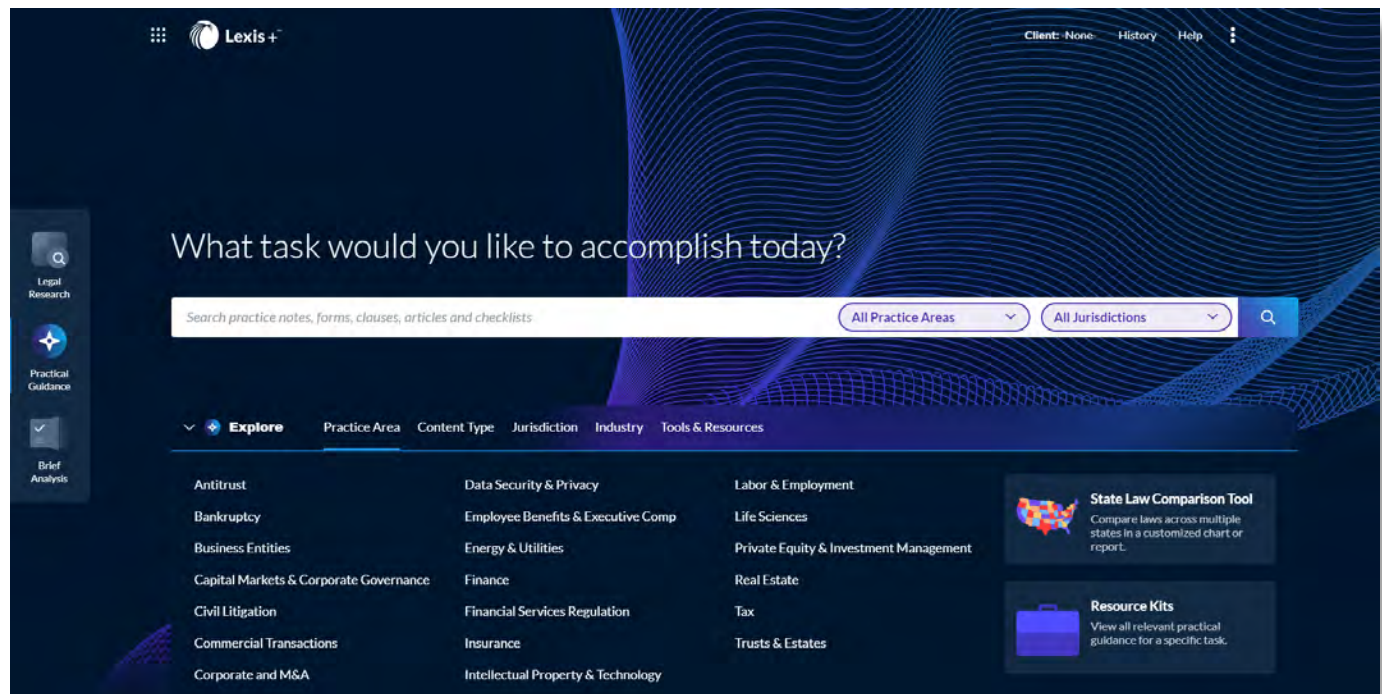 Lexis+
Client: None History Help
Legal
Research
Practical
Guidance
Brief
Analysis
What task would you like to accomplish today?
Search practice notes, forms, clauses, articles and checklists
All Practice Areas
All Jurisdictions
Explore
Practice Area Content Type Jurisdiction Industry Tools & Resources
Antitrust
Bankruptcy
Business Entities
Capital Markets & Corporate Governance
Civil Litigation
Commercial Transactions
Corporate and M&A
Data Security & Privacy
Employee Benefits & Executive Comp
Energy & Utilities
Finance
Financial Services Regulation
Insurance
Intellectual Property & Technology
Labor & Employment
Life Sciences
Private Equity & Investment Management
Real Estate
Tax
Trusts & Estates
State Law Comparison Tool
Compare laws across multiple
states in a customized chart or
report.
Resource Kits
View all relevant practical
guidance for a specific task.